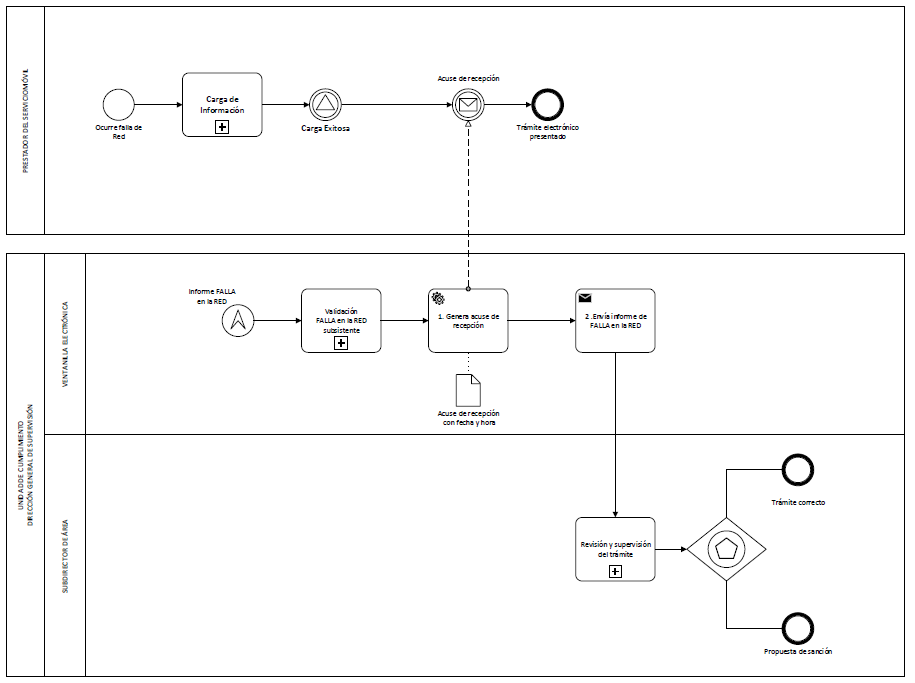 PRESTADOR DEL SERVICIO MÓVIL
Ocurre falla de
Red
Carga de
Información
Carga Exitosa
Acuse de recepción
Trámite electrónico
presentado
UNIDAD DE CUMPLIMIENTO
DIRECCIÓN GENERAL DE SUPERVISIÓN
VENTANILLA ELECTRÓNICA
Informe FALLA
en la RED
Validación
FALLA en la RED
subsistente
1. Genera acuse de
recepción
2 .Envía informe de
FALLA en la RED
Acuse de recepción
con fecha y hora
SUBDIRECTOR DE ÁREA
Revisión y supervisión
del trámite
Trámite correcto
Propuesta de sanción